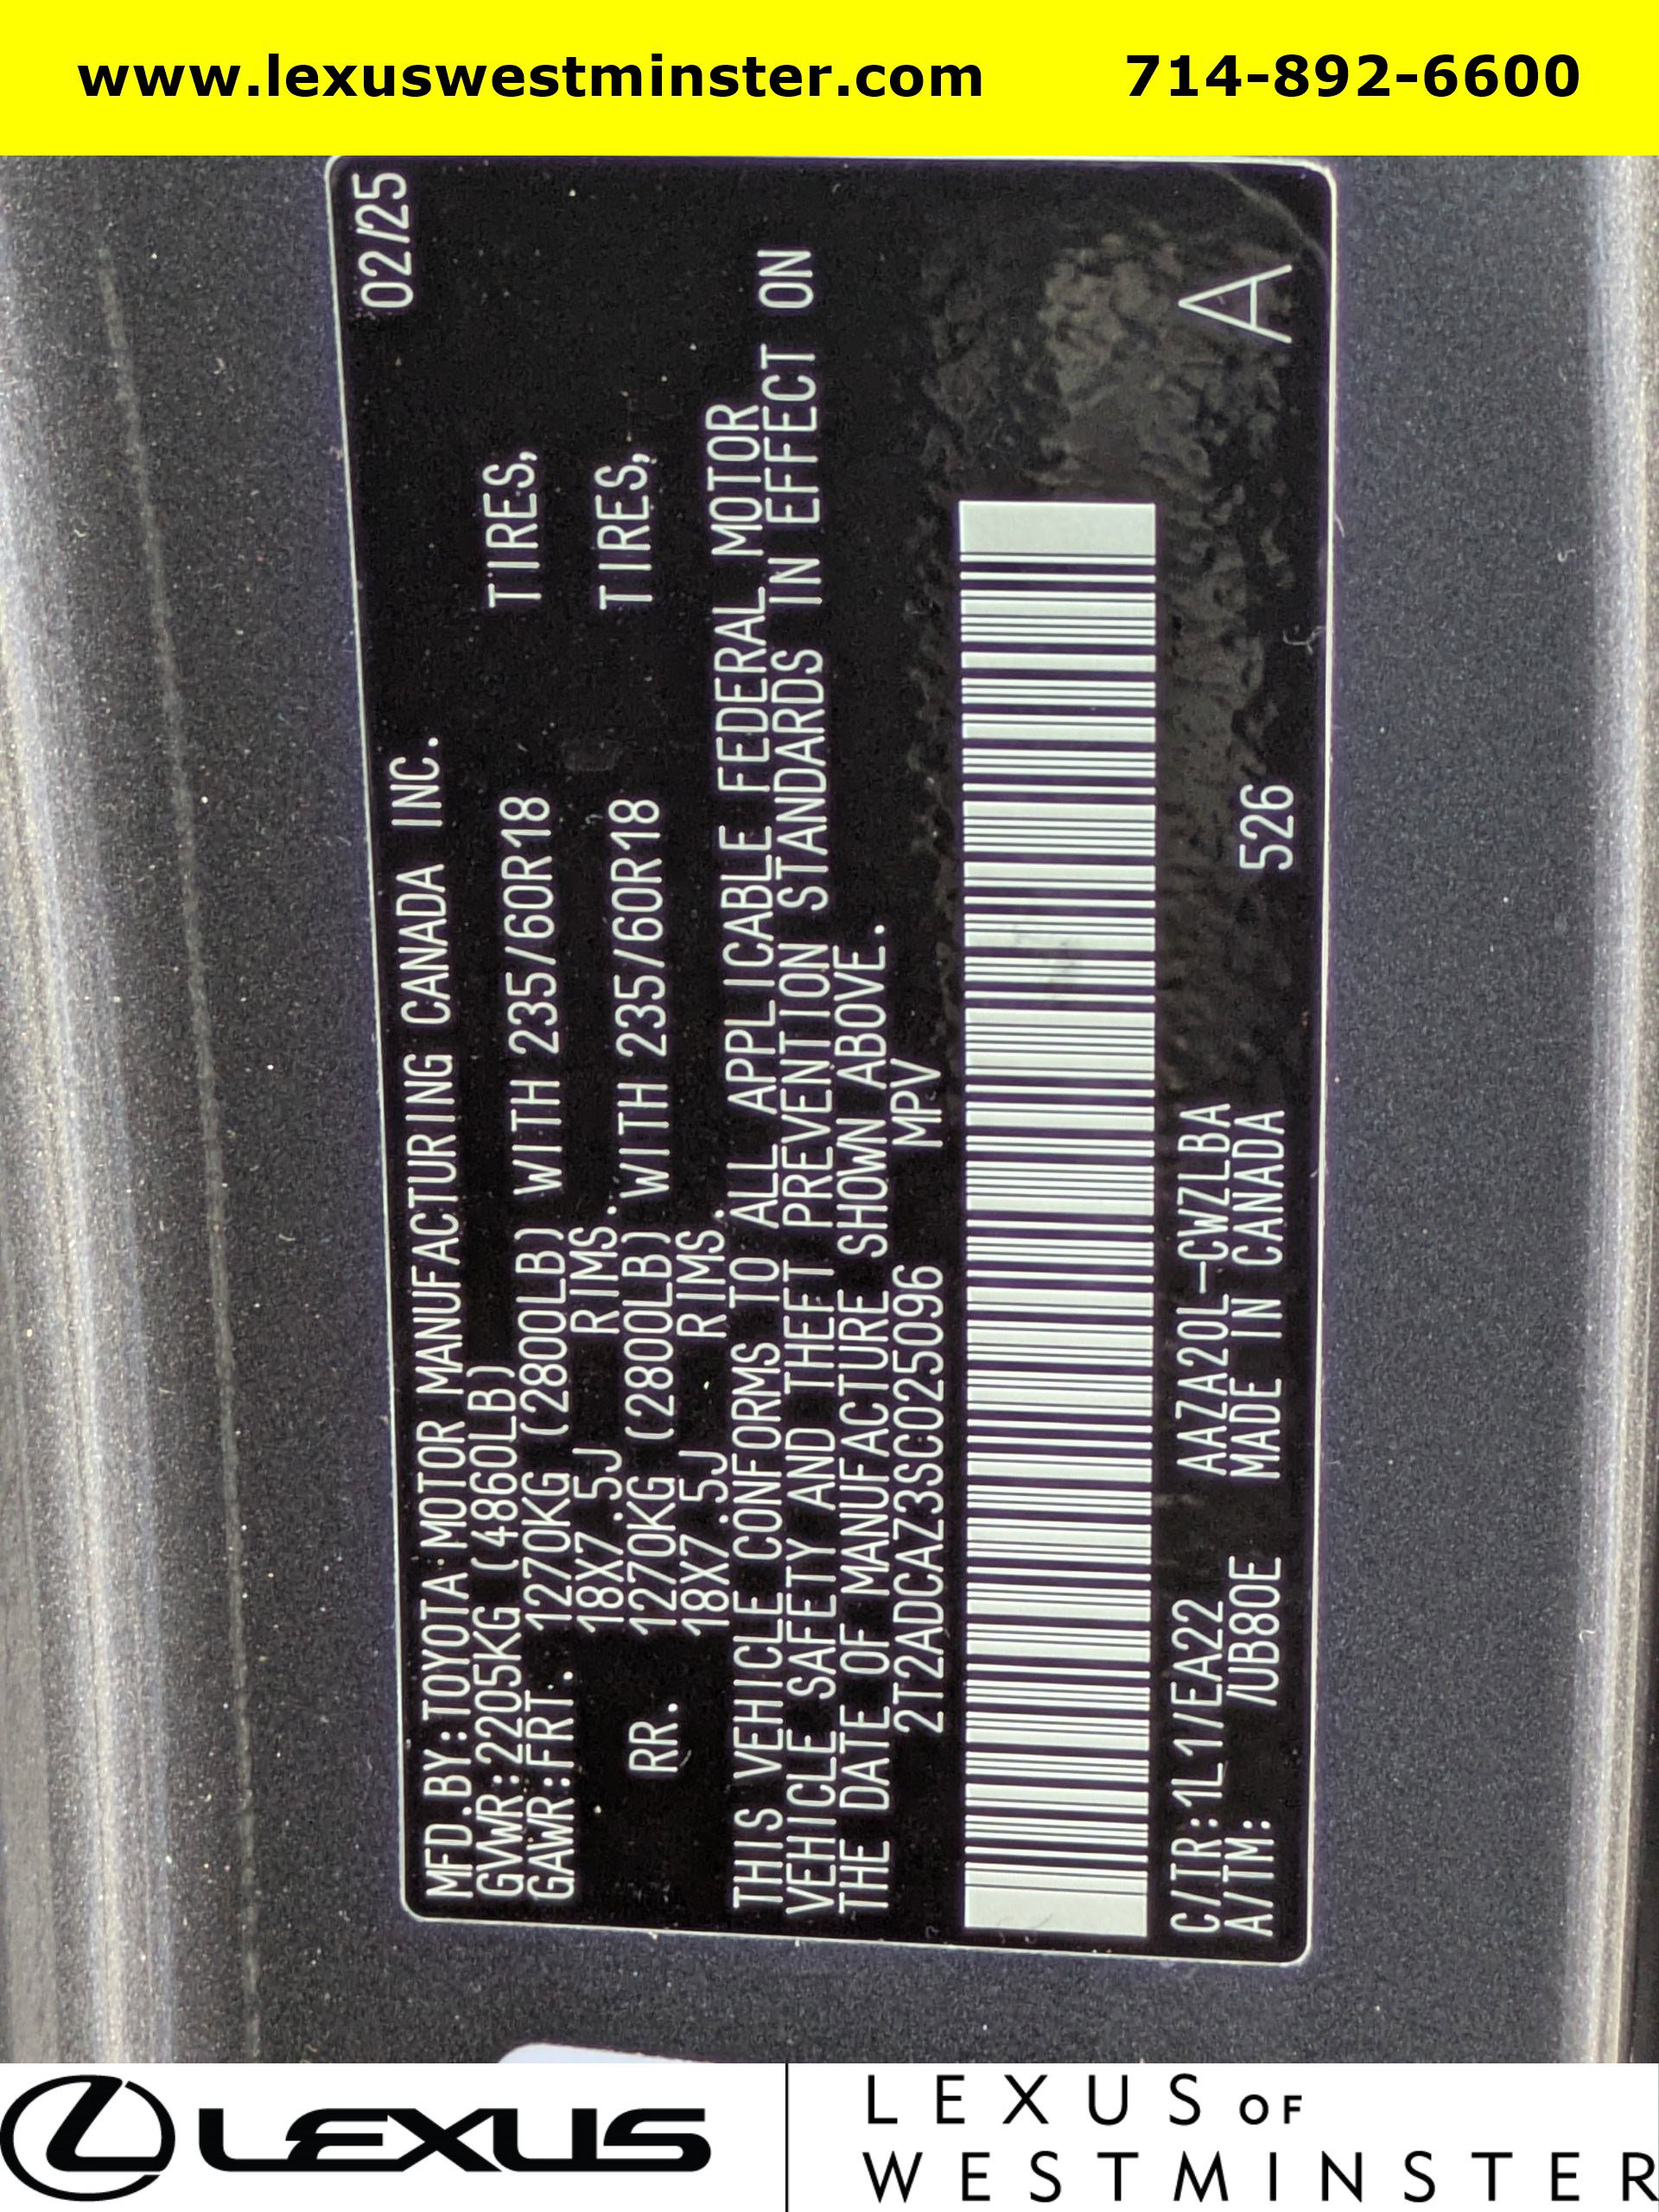 www.lexuswestminster.com 714-892-6600
02/25
MFD.BY:TOYOTA MOTOR MANUFACTURING CANADA INC.
GVWR:2205KG (4860LB)
GAWR:FRT. 1270KG (2800LB) WITH 235/60R18 TIRES,
18X7.5J RIMS.
RR. 1270KG (2800LB) WITH 235/60R18 TIRES,
18X7.5J RIMS.
THIS VEHICLE CONFORMS TO ALL APPLICABLE FEDERAL MOTOR
VEHICLE SAFETY AND THEFT PREVENTION STANDARDS IN EFFECT ON
THE DATE OF MANUFACTURE SHOWN ABOVE.
2T2ADCAZ3SC025096 MPV
C/TR:1L1/EA22 AAZA20L-CWZLBA
A/TM: /UB80E MADE IN CANADA 526 A
LEXUS
LEXUS OF
WESTMINSTER